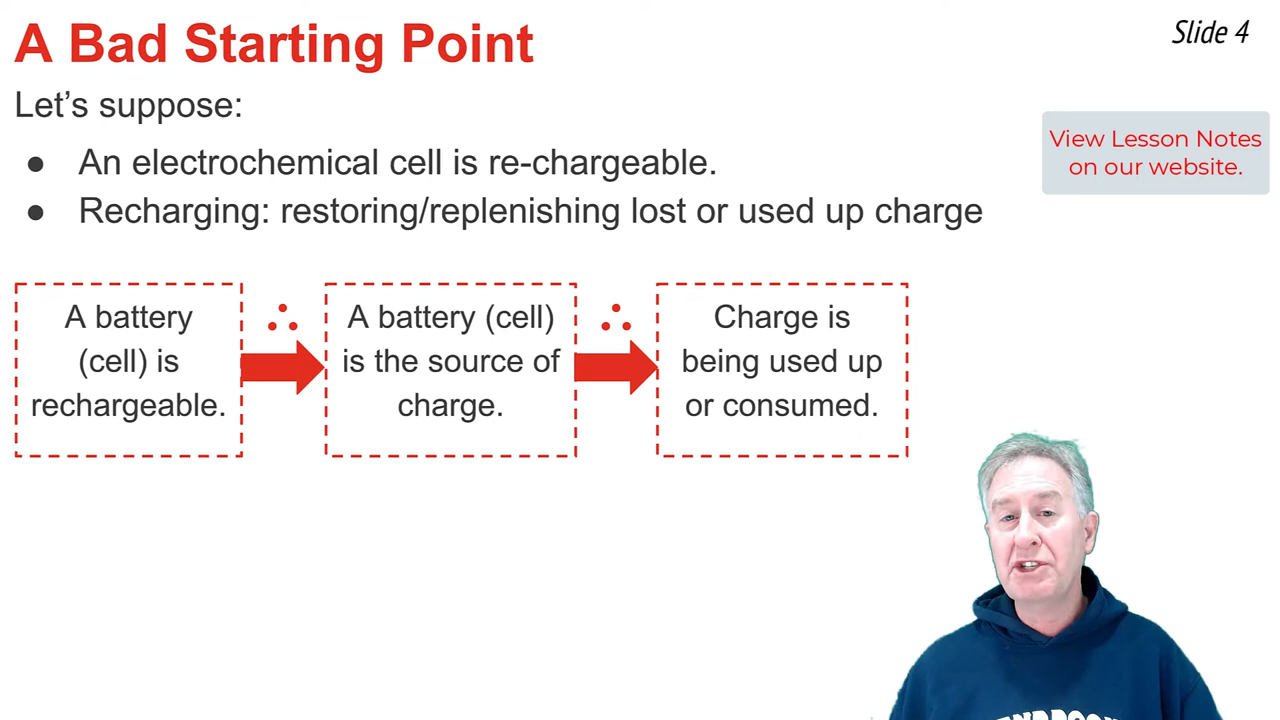 A Bad Starting Point
Slide 4
Let’s suppose:
View Lesson Notes
on our website.
● An electrochemical cell is re-chargeable.
● Recharging: restoring/replenishing lost or used up charge
A battery
(cell) is
rechargeable.
∴
A battery (cell)
is the source of
charge.
∴
Charge is
being used up
or consumed.